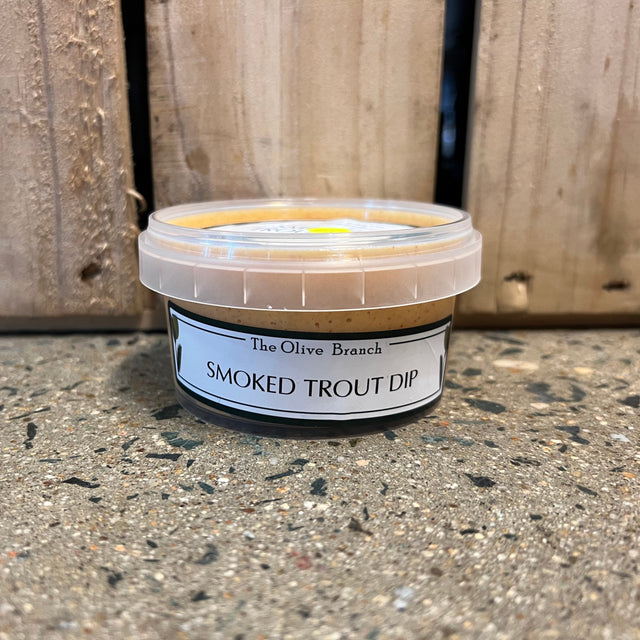 The Olive Branch
SMOKED TROUT DIP